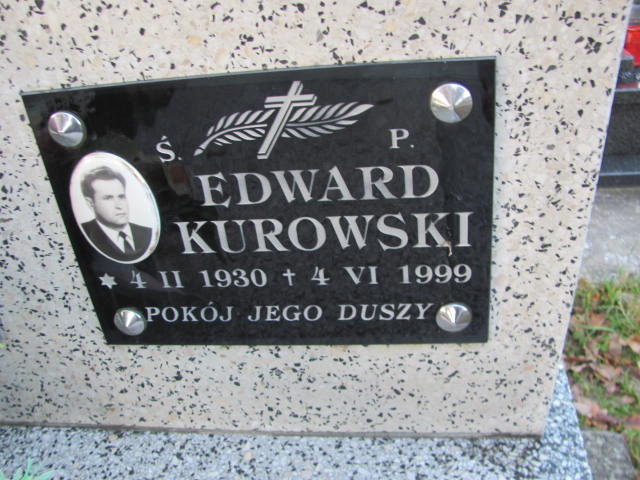 Ś. P.
EDWARD
KUROWSKI
* 4 II 1930 † 4 VI 1999
POKÓJ JEGO DUSZY